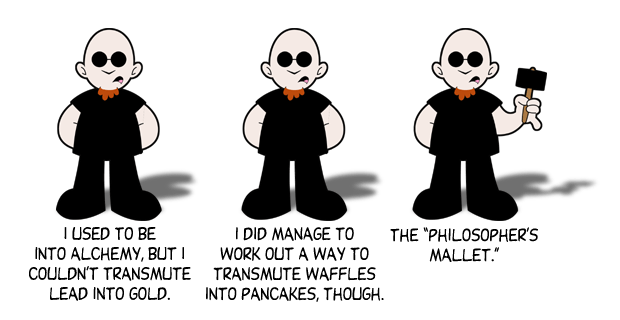 I USED TO BE
INTO ALCHEMY, BUT I
COULDN'T TRANSMUTE
LEAD INTO GOLD.
I DID MANAGE TO
WORK OUT A WAY TO
TRANSMUTE WAFFLES
INTO PANCAKES, THOUGH.
THE "PHILOSOPHER'S
MALLET."